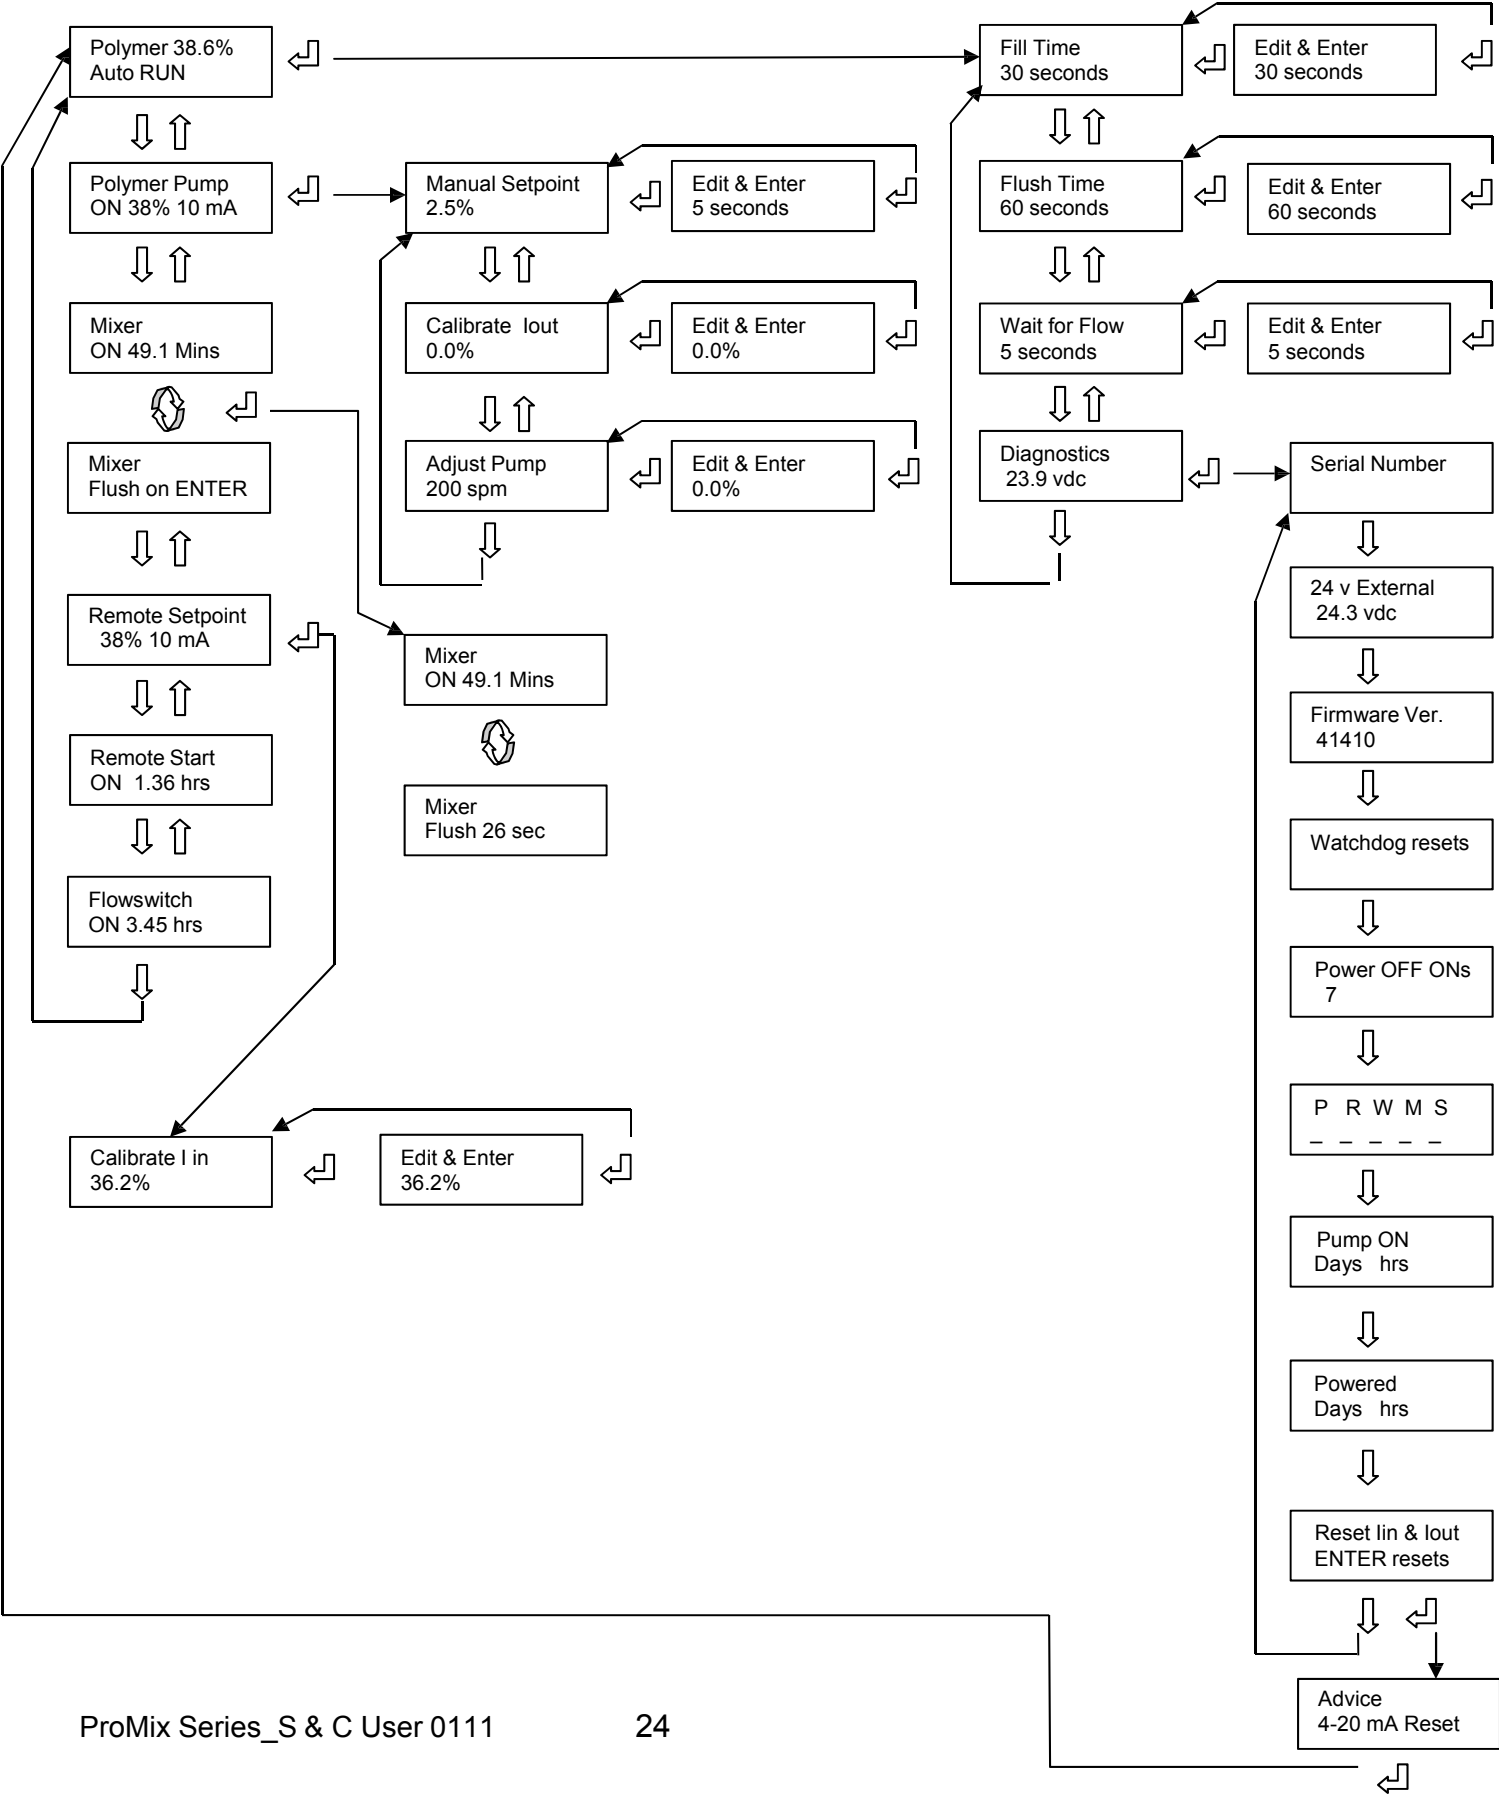 Polymer 38.6%
Auto RUN
Polymer Pump
ON 38% 10 mA
Mixer
ON 49.1 Mins
Mixer
Flush on ENTER
Remote Setpoint
38% 10 mA
Remote Start
ON 1.36 hrs
Flowswitch
ON 3.45 hrs
Calibrate I in
36.2%
Edit & Enter
36.2%
Manual Setpoint
2.5%
Edit & Enter
5 seconds
Calibrate Iout
0.0%
Edit & Enter
0.0%
Adjust Pump
200 spm
Edit & Enter
0.0%
Mixer
ON 49.1 Mins
Mixer
Flush 26 sec
Fill Time
30 seconds
Edit & Enter
30 seconds
Flush Time
60 seconds
Edit & Enter
60 seconds
Wait for Flow
5 seconds
Edit & Enter
5 seconds
Diagnostics
23.9 vdc
Serial Number
24 v External
24.3 vdc
Firmware Ver.
41410
Watchdog resets
Power OFF ONs
7
P R W M S
_ _ _ _ _
Pump ON
Days hrs
Powered
Days hrs
Reset Iin & Iout
ENTER resets
Advice
4-20 mA Reset
ProMix Series_S & C User 0111 24